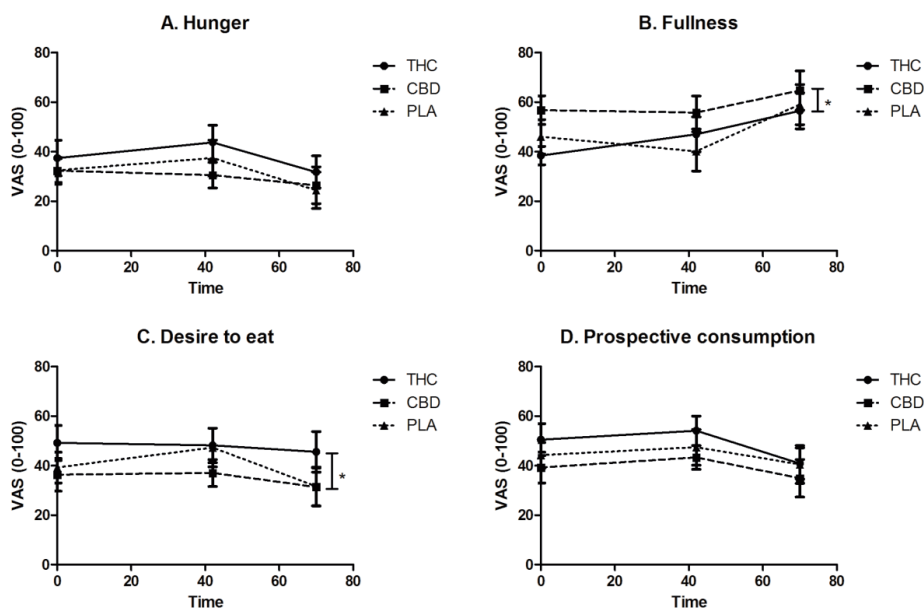 A. Hunger
80
60
40
20
0
VAS (0-100)
0 20 40 60 80
Time
THC
CBD
PLA
B. Fullness
80
60
40
20
0
VAS (0-100)
0 20 40 60 80
Time
*
THC
CBD
PLA
C. Desire to eat
80
60
40
20
0
VAS (0-100)
0 20 40 60 80
Time
*
THC
CBD
PLA
D. Prospective consumption
80
60
40
20
0
VAS (0-100)
0 20 40 60 80
Time
THC
CBD
PLA